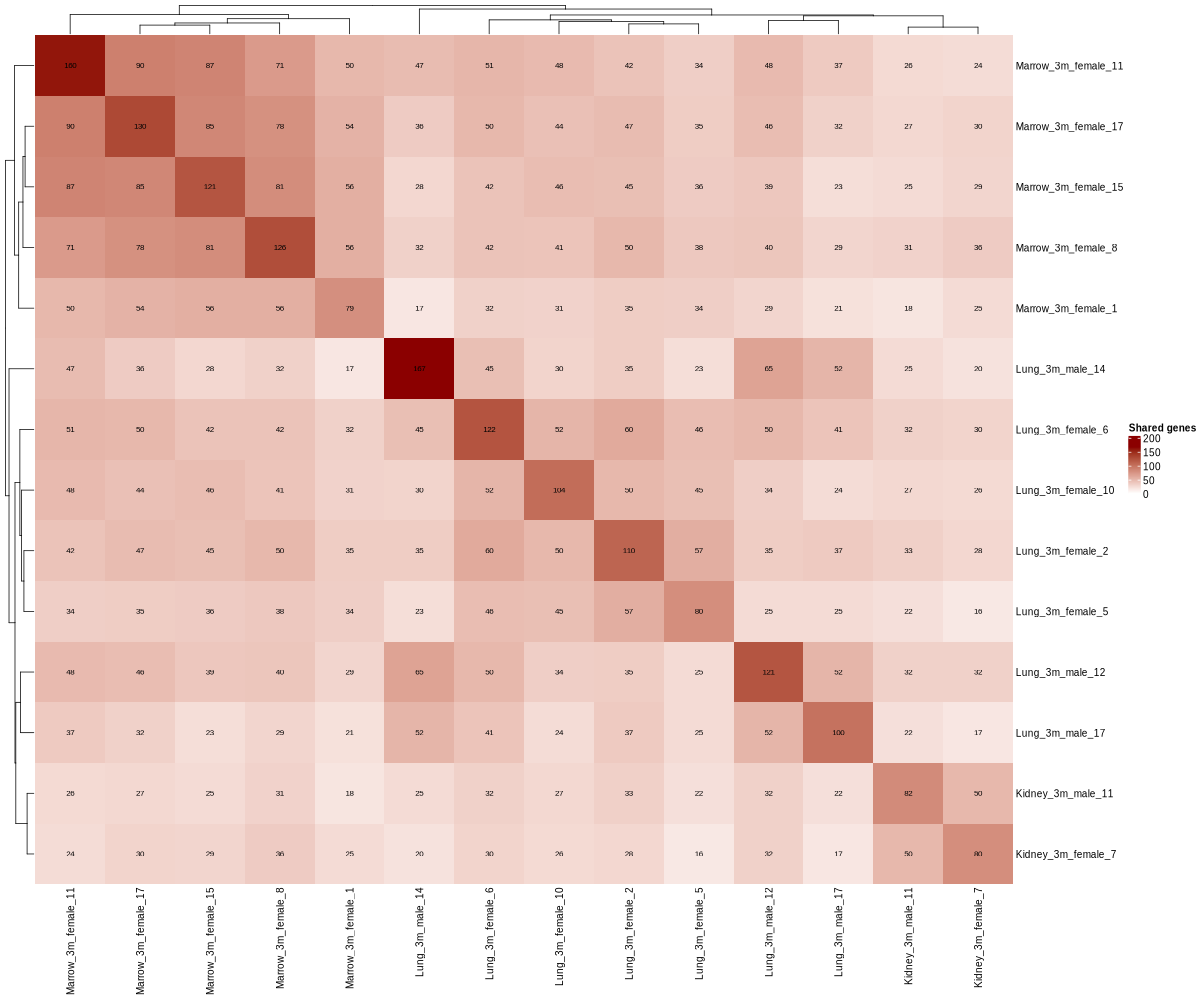 160 90 87 71 50 47 51 48 42 34 48 37 26 24 Marrow_3m_female_11
90 130 85 78 54 36 50 44 47 35 46 32 27 30 Marrow_3m_female_17
87 85 121 81 56 28 42 46 45 36 39 23 25 29 Marrow_3m_female_15
71 78 81 126 56 32 42 41 50 38 40 29 31 36 Marrow_3m_female_8
50 54 56 56 79 17 32 31 35 34 29 21 18 25 Marrow_3m_female_1
47 36 28 32 17 45 30 35 23 65 52 25 20 Lung_3m_male_14
51 50 42 42 32 45 122 52 60 46 50 41 32 30 Lung_3m_female_6
48 44 46 41 31 30 52 104 50 45 34 24 27 26 Lung_3m_female_10
42 47 45 50 35 35 60 50 110 57 35 37 33 28 Lung_3m_female_2
34 35 36 38 34 23 46 45 57 80 25 25 22 16 Lung_3m_female_5
48 46 39 40 29 65 50 34 35 25 121 52 32 32 Lung_3m_male_12
37 32 23 29 21 52 41 24 37 25 52 100 22 17 Lung_3m_male_17
26 27 25 31 18 25 32 27 33 22 32 22 82 50 Kidney_3m_male_11
24 30 29 36 25 20 30 26 28 16 32 17 50 80 Kidney_3m_female_7
Marrow_3m_female_11
Marrow_3m_female_17
Marrow_3m_female_15
Marrow_3m_female_8
Marrow_3m_female_1
Lung_3m_male_14
Lung_3m_female_6
Lung_3m_female_10
Lung_3m_female_2
Lung_3m_female_5
Lung_3m_male_12
Lung_3m_male_17
Kidney_3m_male_11
Kidney_3m_female_7
Shared genes
200
150
100
50
0